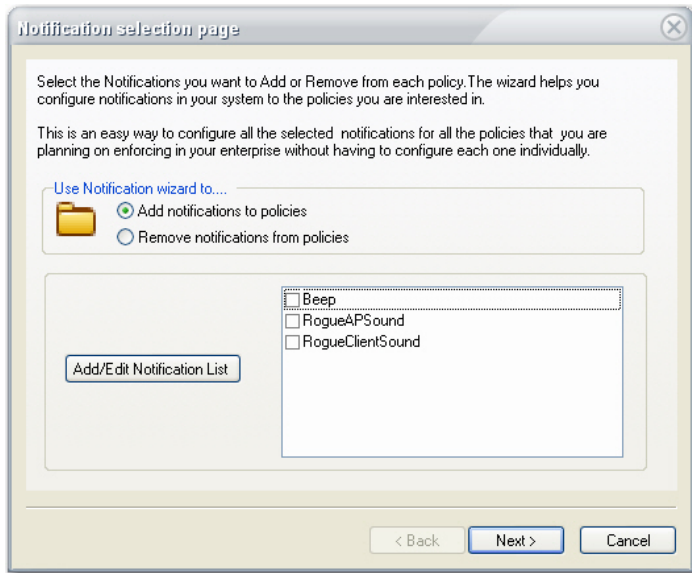 Notification selection page
Select the Notifications you want to Add or Remove from each policy.The wizard helps you
configure notifications in your system to the policies you are interested in.
This is an easy way to configure all the selected notifications for all the policies that you are
planning on enforcing in your enterprise without having to configure each one individually.
Use Notification wizard to....
Add notifications to policies
Remove notifications from policies
Beep
RogueAPSound
RogueClientSound
Add/Edit Notification List
< Back
Next >
Cancel